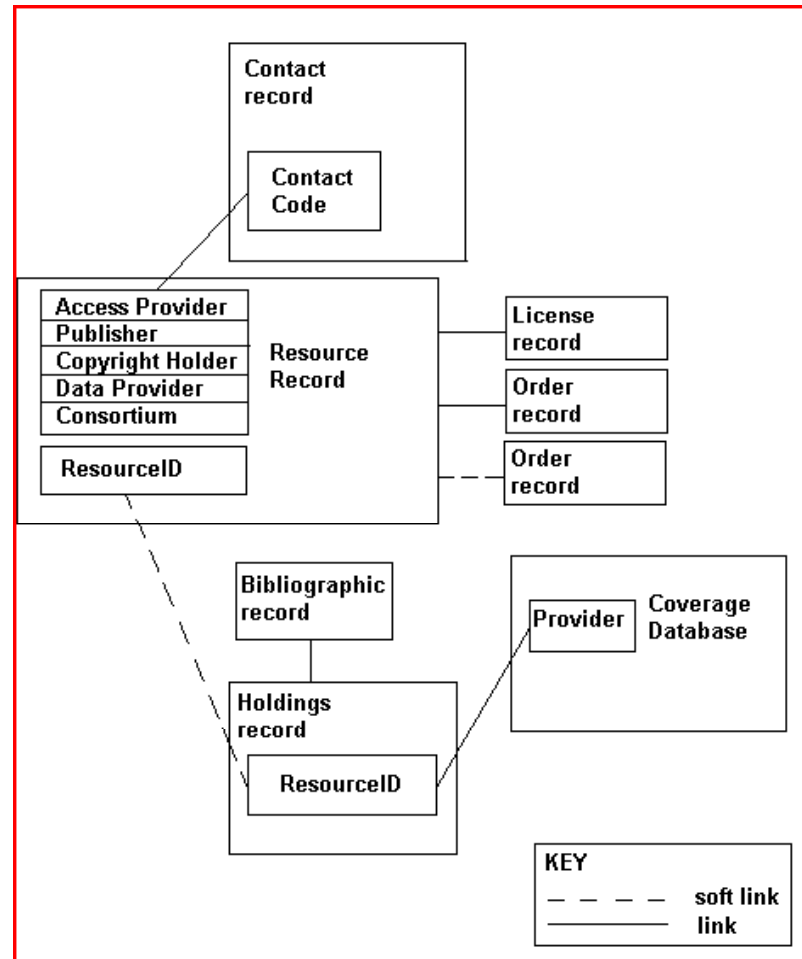 Contact
record
Contact
Code
Access Provider
Publisher
Copyright Holder
Data Provider
Consortium
Resource
Record
ResourceID
License
record
Order
record
Order
record
Bibliographic
record
Provider
Coverage
Database
Holdings
record
ResourceID
KEY
soft link
link